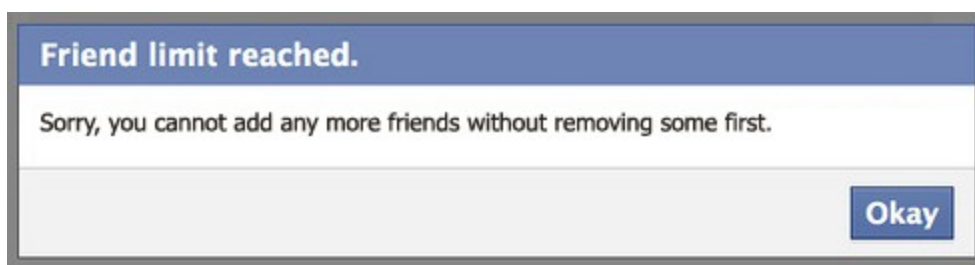 Friend limit reached.
Sorry, you cannot add any more friends without removing some first.
Okay